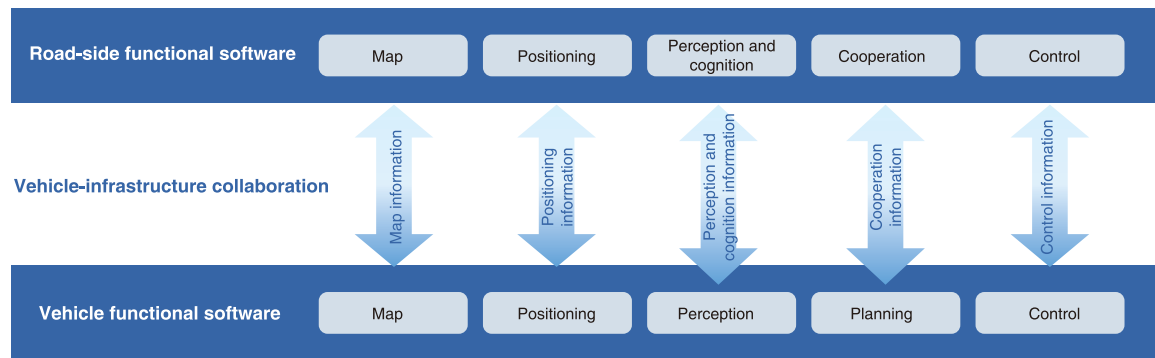 Road-side functional software
Map
Positioning
Perception and
cognition
Cooperation
Control
Vehicle-infrastructure collaboration
Map information
Positioning
information
Perception and
cognition information
Cooperation
information
Control information
Vehicle functional software
Map
Positioning
Perception
Planning
Control